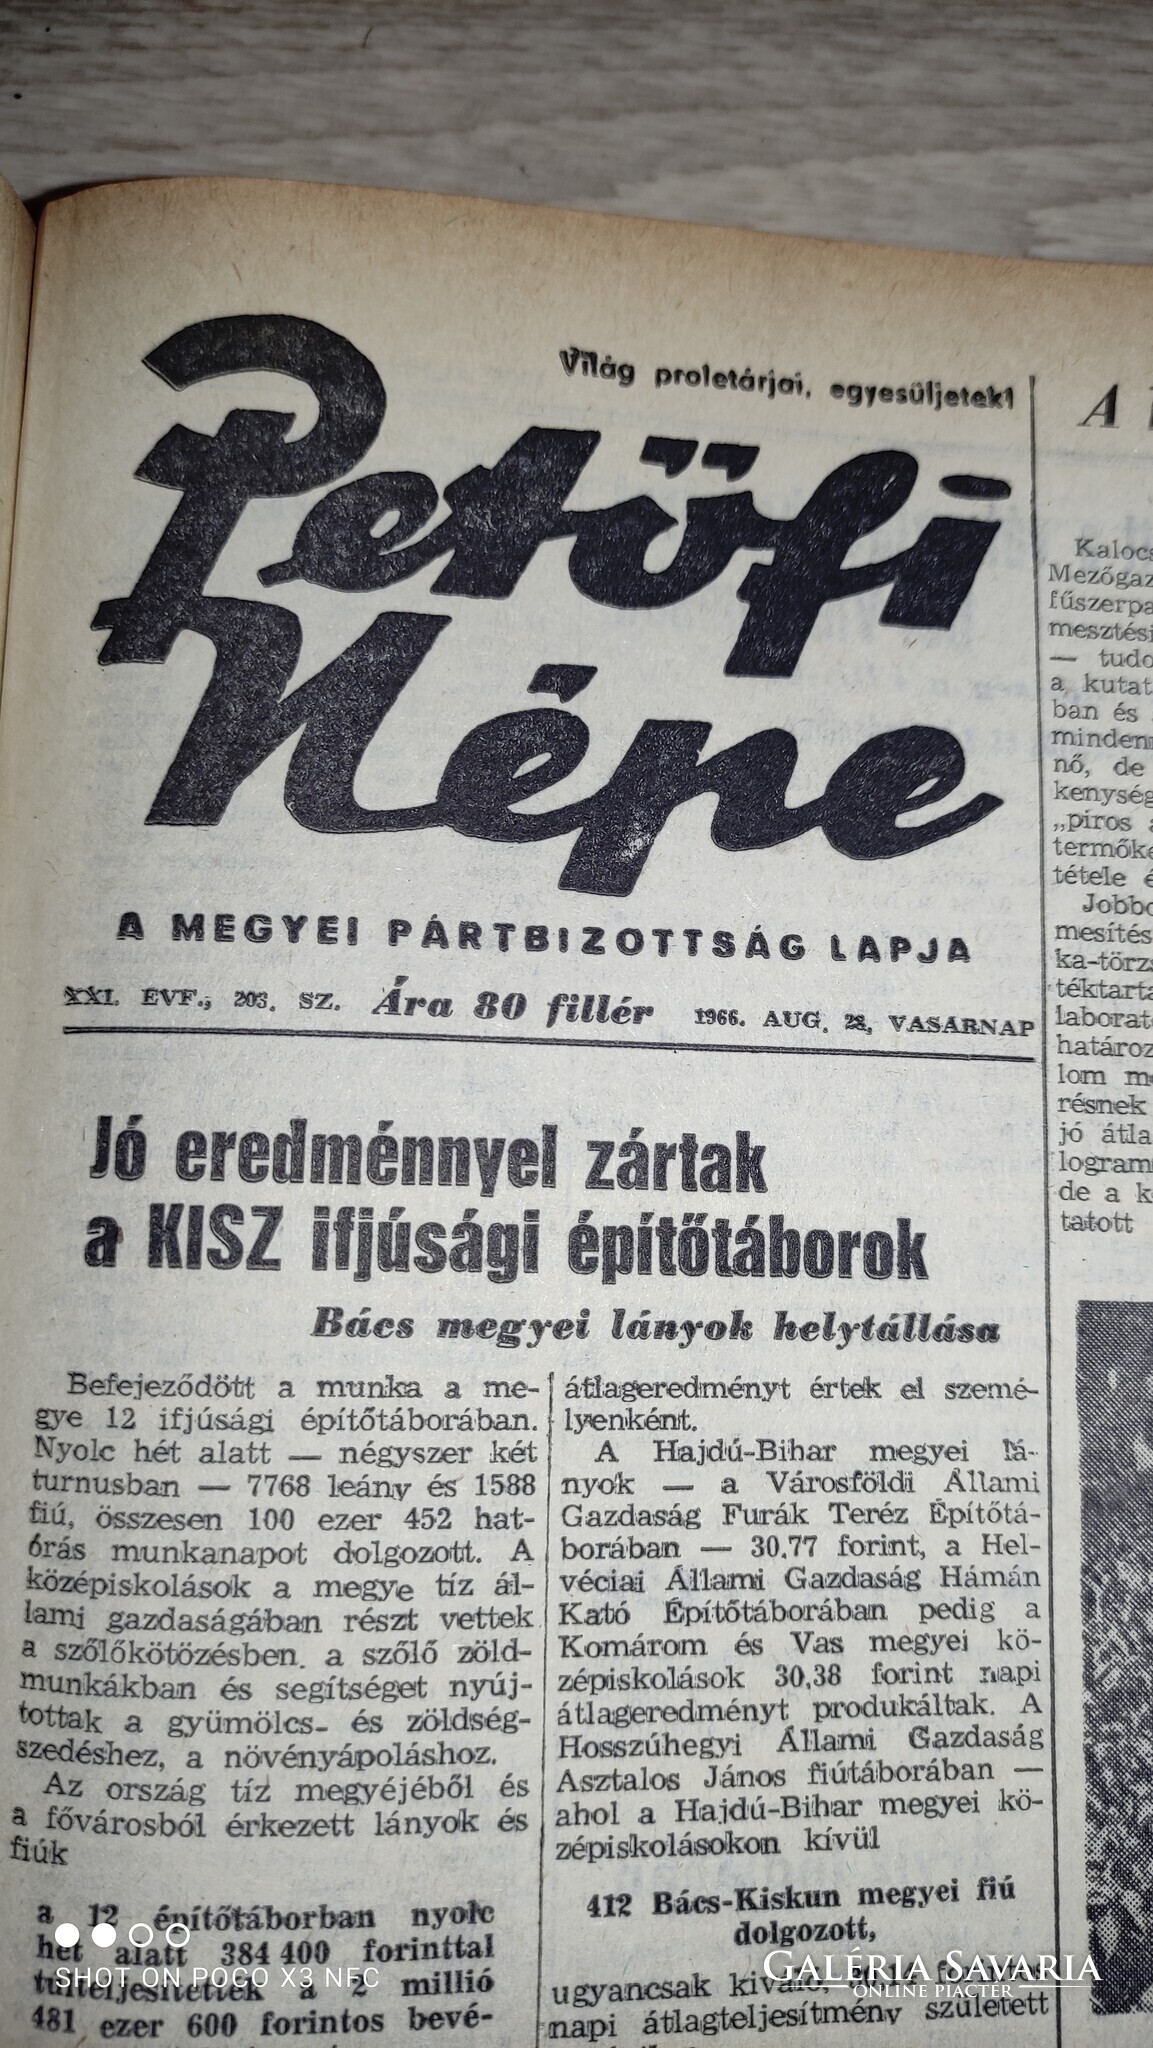 Világ proletárjai, egyesüljetek!
Petőfi
Népe
A MEGYEI PÁRTBIZOTTSÁG LAPJA
XXI. ÉVF., 203. SZ. Ára 80 fillér 1966. AUG. 28, VASÁRNAP
Jó eredménnyel zártak
a KISZ ifjúsági építőtáborok
Bács megyei lányok helytállása
Befejeződött a munka a me-
gye 12 ifjúsági építőtáborában.
Nyolc hét alatt — négyszer két
turnusban — 7768 leány és 1588
fiú, összesen 100 ezer 452 hat-
órás munkanapot dolgozott. A
középiskolások a megye tíz ál-
lami gazdaságában részt vettek
a szőlőkötözésben, a szőlő zöld-
munkákban és segítséget nyúj-
tottak a gyümölcs- és zöldség-
szedéshez, a növényápoláshoz.
Az ország tíz megyéjéből és
a fővárosból érkezett lányok és
fiúk
a 12 építőtáborban nyolc
hét alatt 384 400 forinttal
túlteljesítették a 2 millió
481 ezer 600 forintos bevé-
átlageredményt értek el szemé-
lyenként.
A Hajdú-Bihar megyei lá-
nyok — a Városföldi Állami
Gazdaság Furák Teréz Építőtá-
borában — 30,77 forint, a Hel-
véciai Állami Gazdaság Hámán
Kató Építőtáborában pedig a
Komárom és Vas megyei kö-
zépiskolások 30,38 forint napi
átlageredményt produkáltak. A
Hosszúhegyi Állami Gazdaság
Asztalos János fiútáborában —
ahol a Hajdú-Bihar megyei kö-
zépiskolásokon kívül
412 Bács-Kiskun megyei fiú
dolgozott,
ugyancsak kiváló,
napi átlagteljesítmény született
A
Kalocs
Mezőgaz
fűszerpa
mesztési
— tudo
a kutat
ban és
minden
nő, de
kenység
„piros a
termőké
tétele é
Jobbo
mesítés
ka-törzs
téktarta
laborat
határoz
lom me
résnek
jó átla
logram
de a k
tatott
SHOT ON POCO X3 NFC
GALÉRIA SAVARIA
ONLINE PIACTÉR